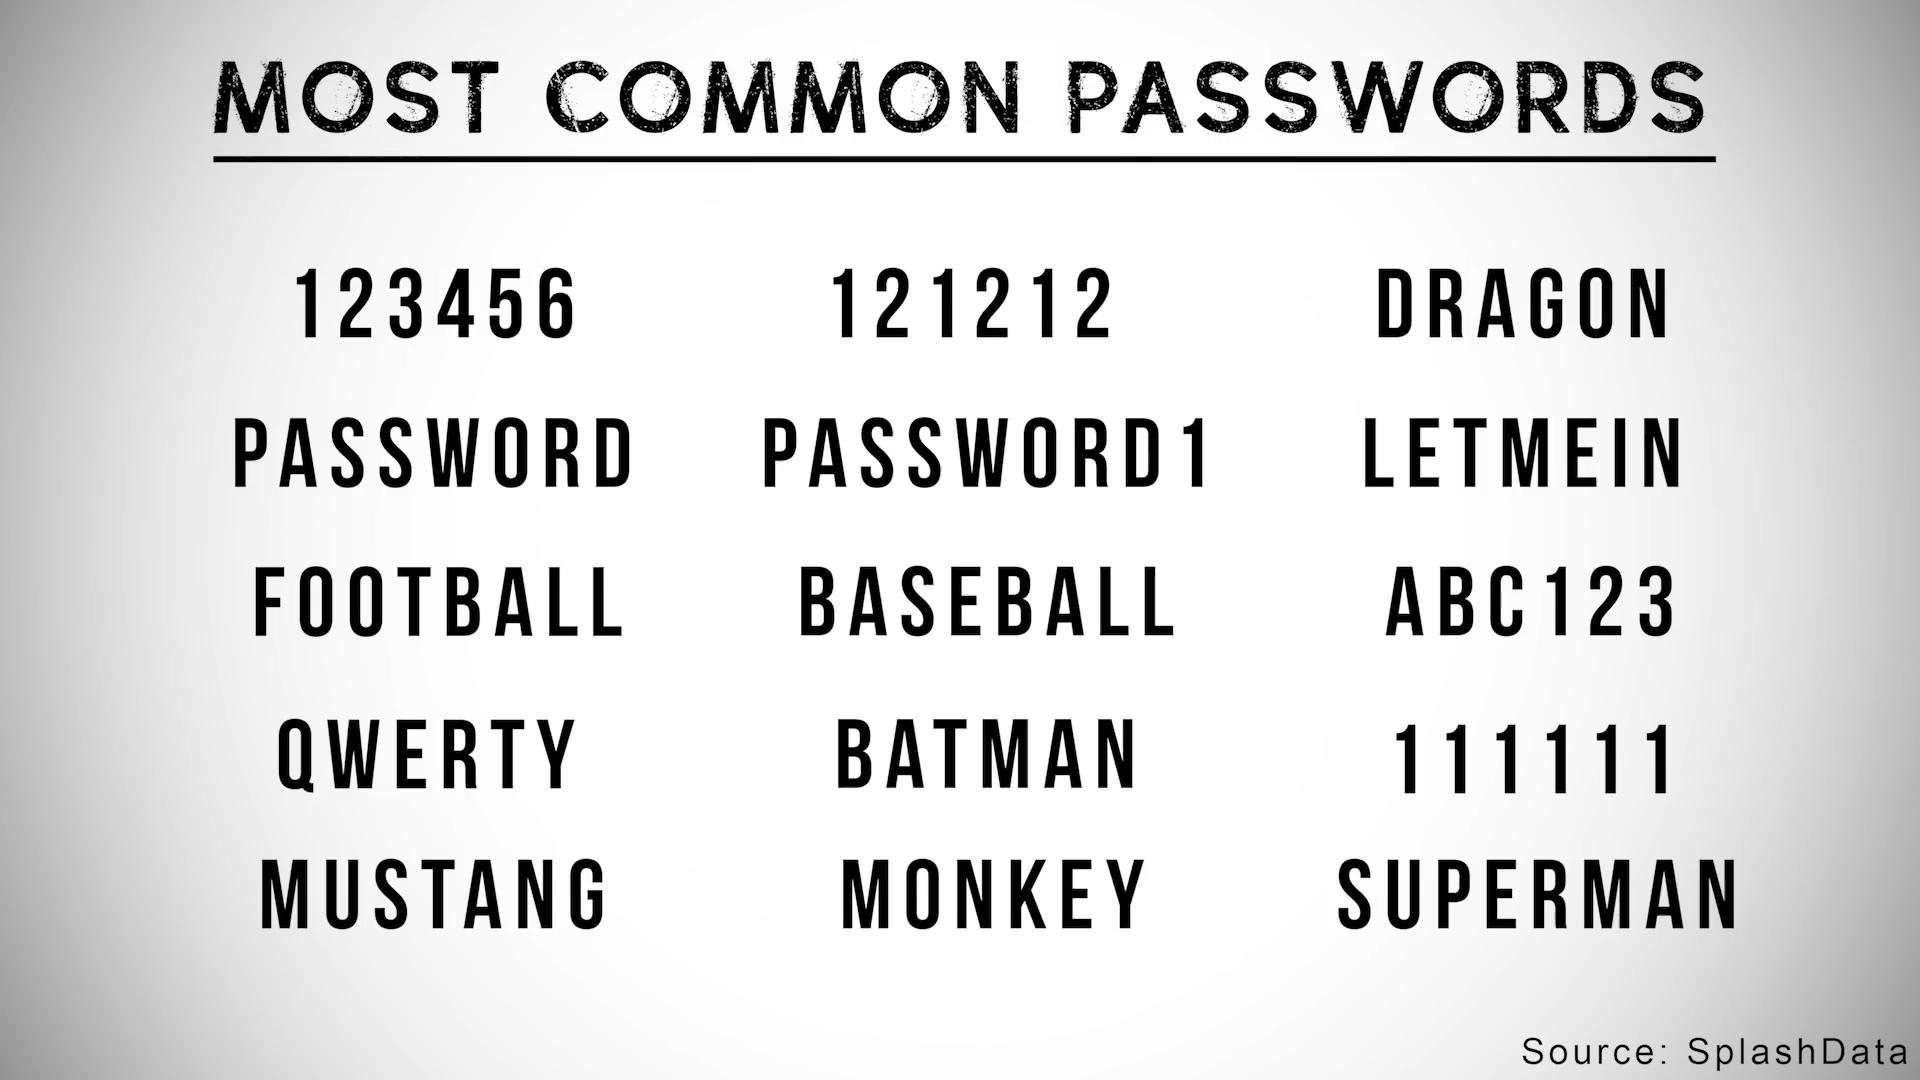 MOST COMMON PASSWORDS
123456 121212 DRAGON
PASSWORD PASSWORD1 LETMEIN
FOOTBALL BASEBALL ABC123
QWERTY BATMAN 111111
MUSTANG MONKEY SUPERMAN
Source: SplashData